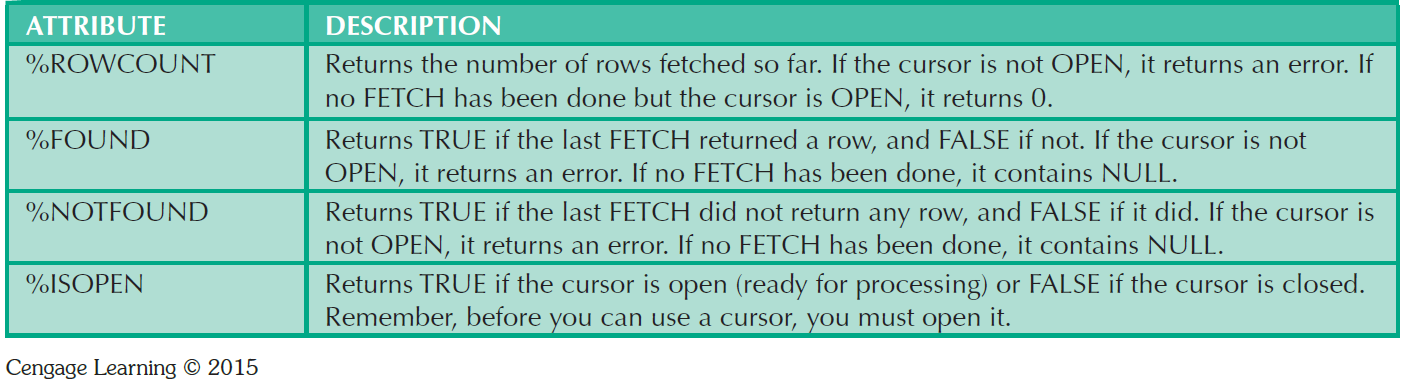 ATTRIBUTE DESCRIPTION
%ROWCOUNT Returns the number of rows fetched so far. If the cursor is not OPEN, it returns an error. If
no FETCH has been done but the cursor is OPEN, it returns 0.
%FOUND Returns TRUE if the last FETCH returned a row, and FALSE if not. If the cursor is not
OPEN, it returns an error. If no FETCH has been done, it contains NULL.
%NOTFOUND Returns TRUE if the last FETCH did not return any row, and FALSE if it did. If the cursor is
not OPEN, it returns an error. If no FETCH has been done, it contains NULL.
%ISOPEN Returns TRUE if the cursor is open (ready for processing) or FALSE if the cursor is closed.
Remember, before you can use a cursor, you must open it.
Cengage Learning © 2015